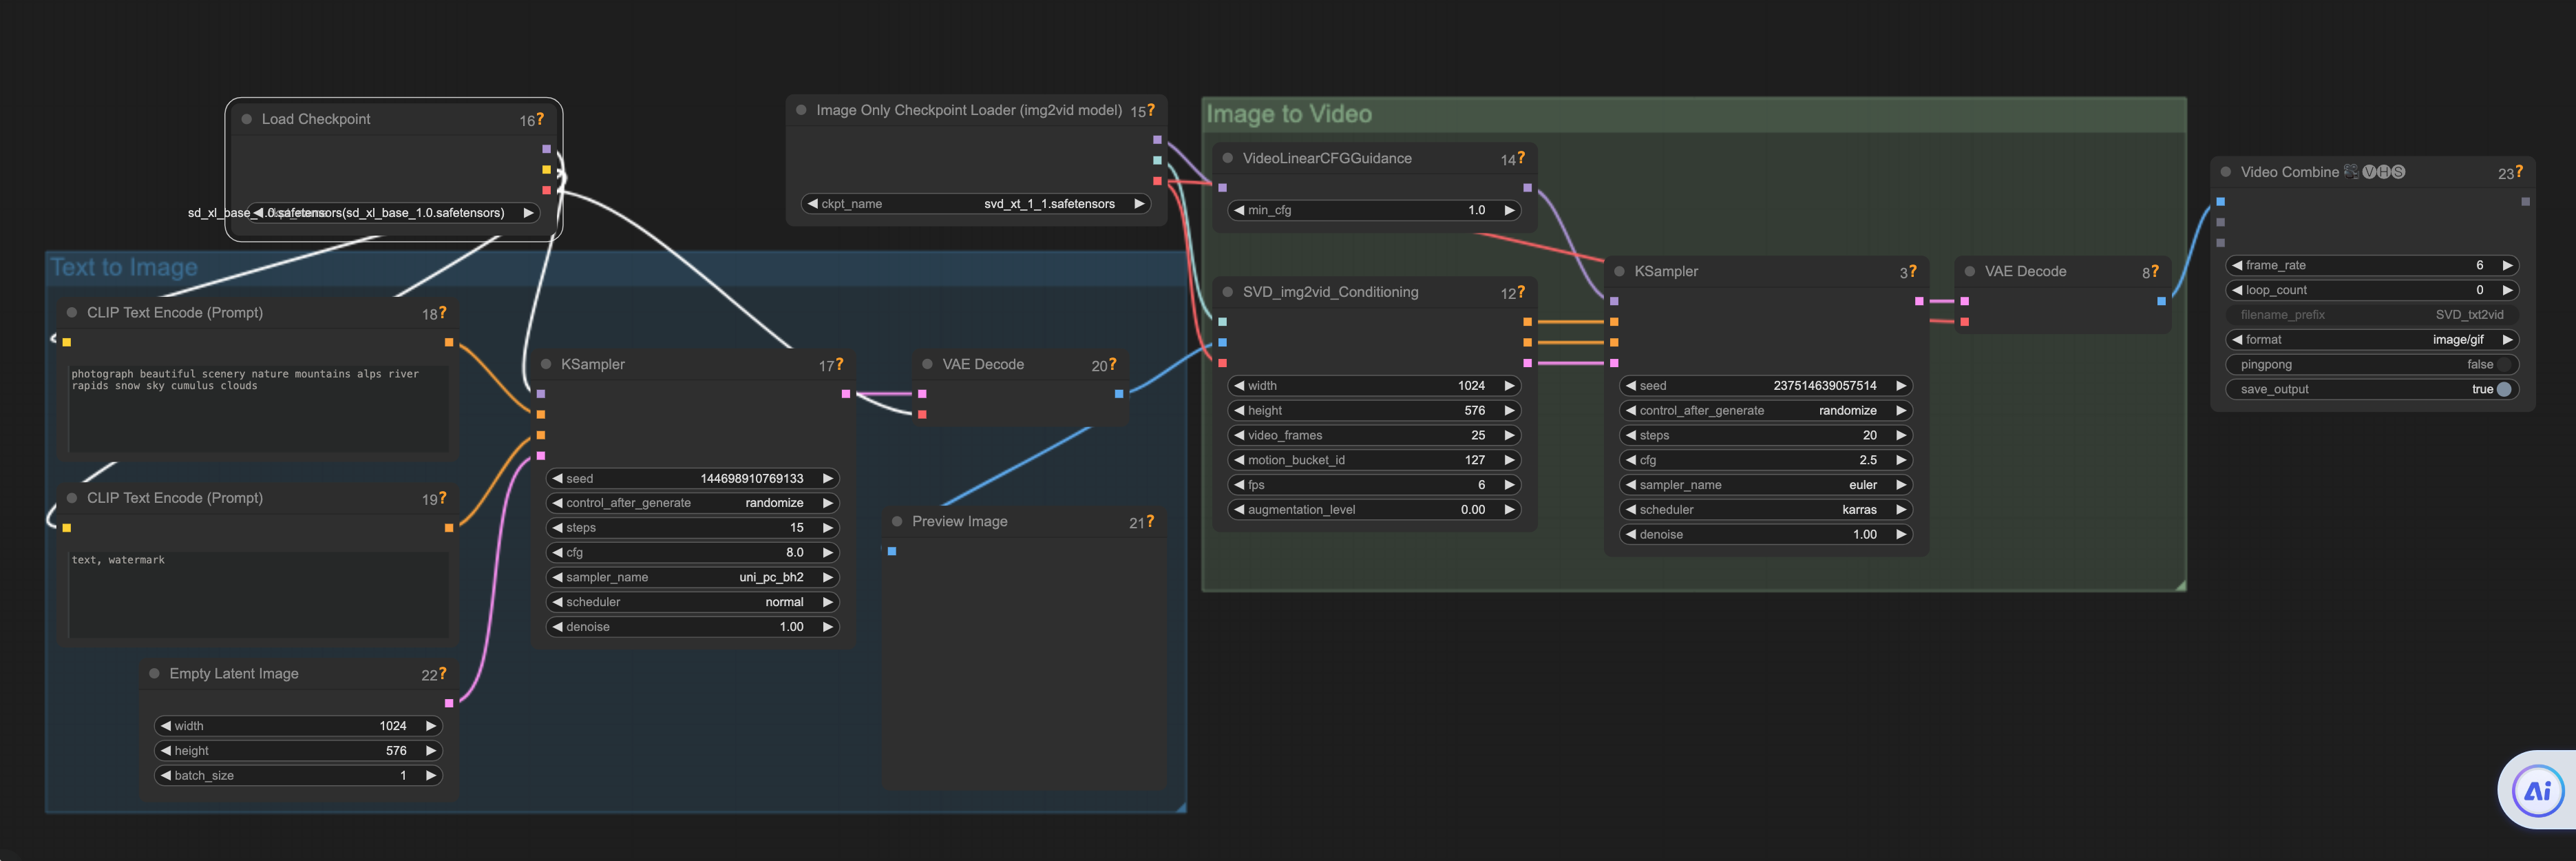 Load Checkpoint
16?
sd_xl_base_1.0.safetensors(sd_xl_base_1.0.safetensors)
Image Only Checkpoint Loader (img2vid model)
15?
ckpt_name
svd_xt_1_1.safetensors
Text to Image
CLIP Text Encode (Prompt)
18?
photograph beautiful scenery nature mountains alps river
rapids snow sky cumulus clouds
CLIP Text Encode (Prompt)
19?
text, watermark
Empty Latent Image
22?
width
1024
height
576
batch_size
1
KSampler
17?
seed
144698910769133
control_after_generate
randomize
steps
15
cfg
8.0
sampler_name
uni_pc_bh2
scheduler
normal
denoise
1.00
VAE Decode
20?
Preview Image
21?
Image to Video
VideoLinearCFGGuidance
14?
min_cfg
1.0
SVD_img2vid_Conditioning
12?
width
1024
height
576
video_frames
25
motion_bucket_id
127
fps
6
augmentation_level
0.00
KSampler
3?
seed
237514639057514
control_after_generate
randomize
steps
20
cfg
2.5
sampler_name
euler
scheduler
karras
denoise
1.00
VAE Decode
8?
Video Combine VHS
23?
frame_rate
6
loop_count
0
filename_prefix
SVD_txt2vid
format
image/gif
pingpong
false
save_output
true
Ai